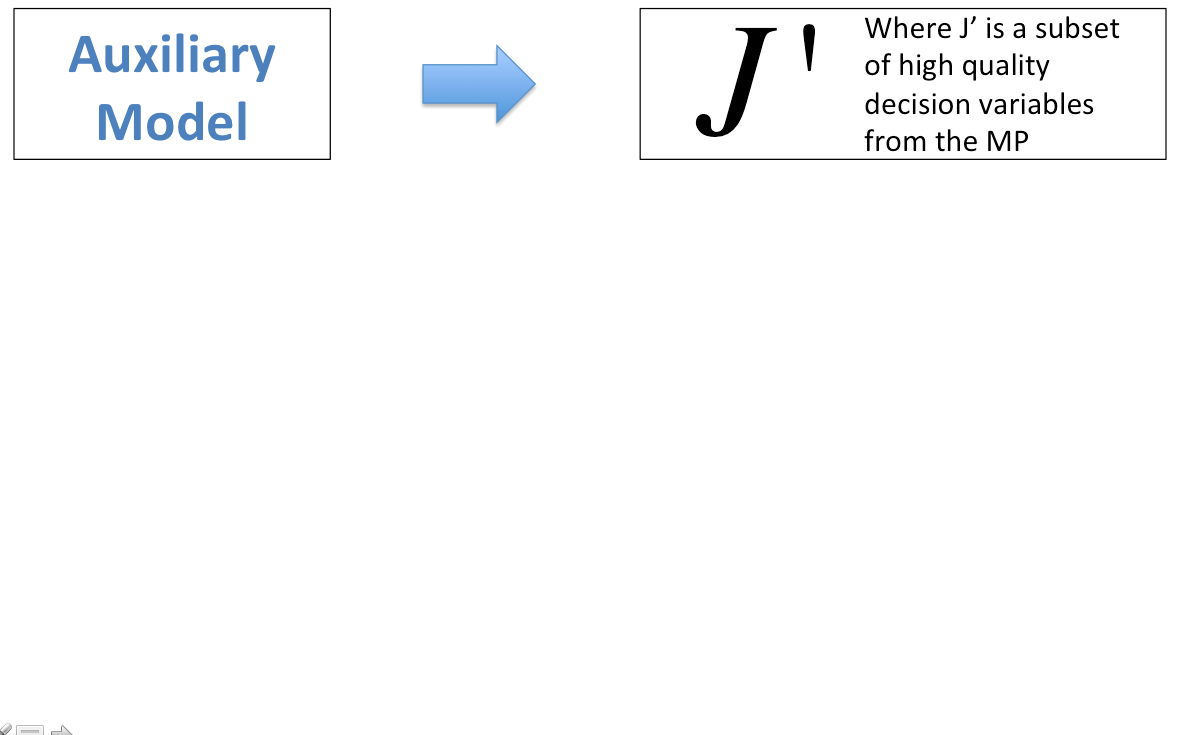 Auxiliary
Model
J'
Where J’ is a subset
of high quality
decision variables
from the MP